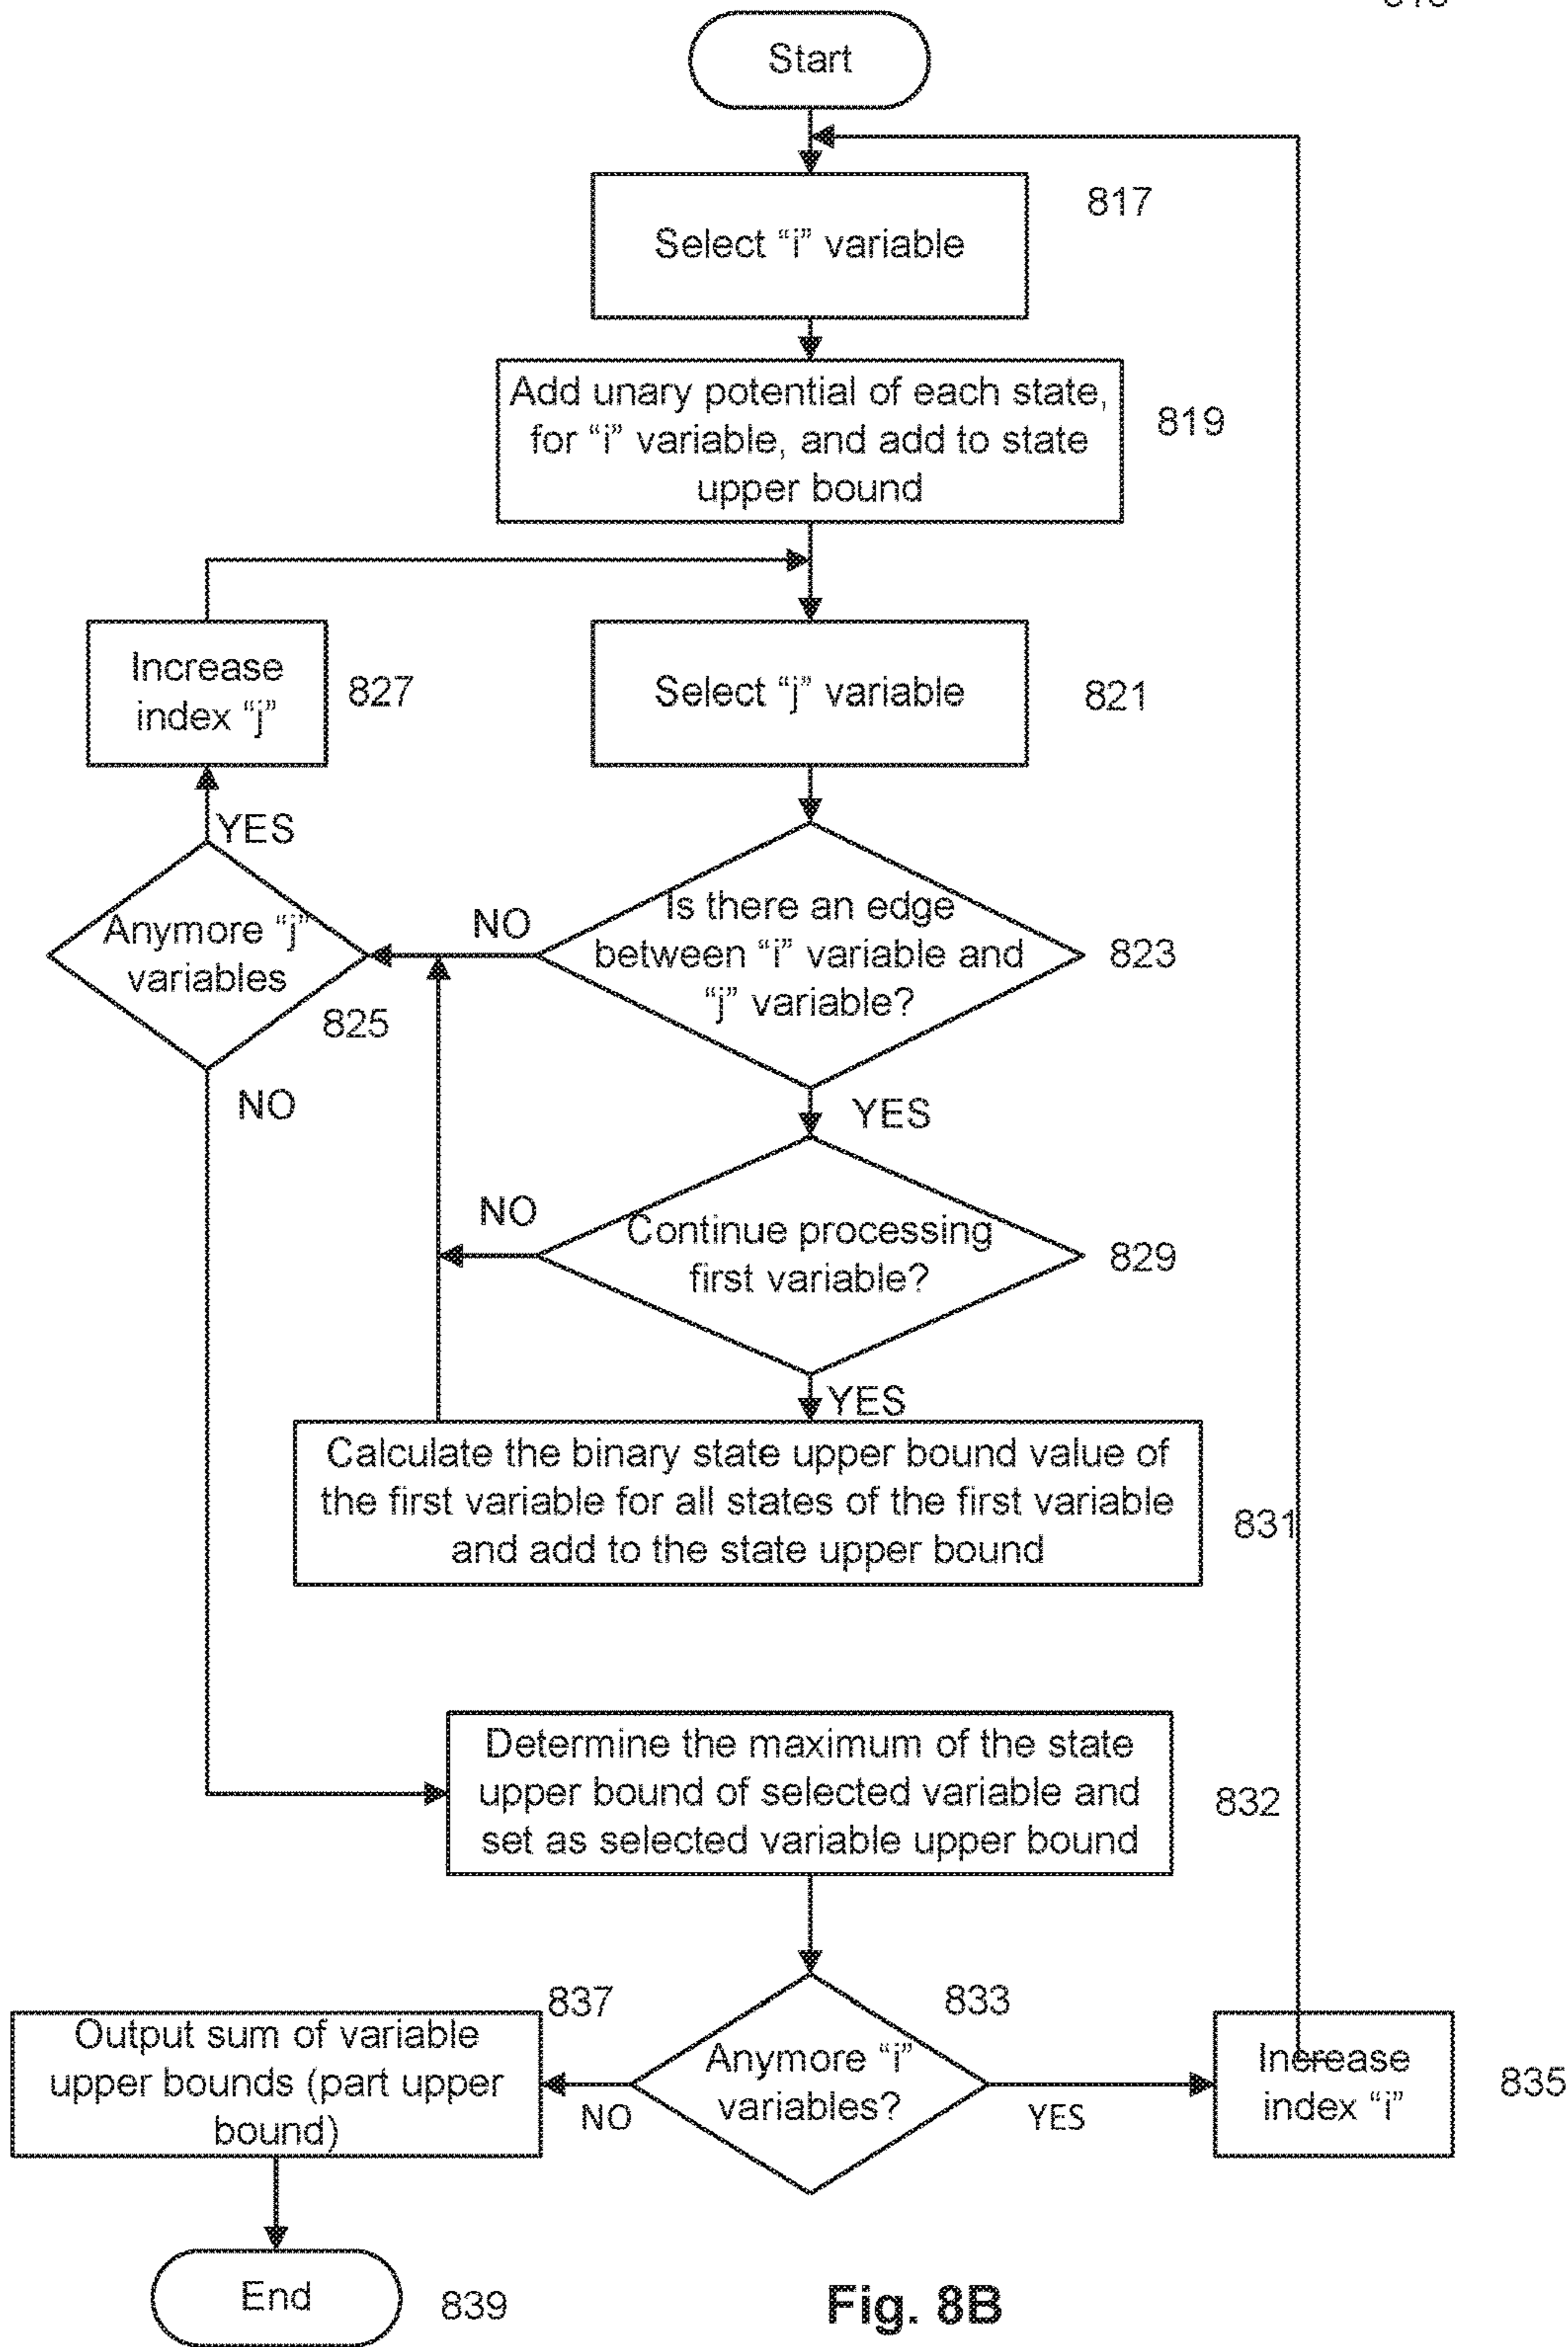 Start
817
Select “i” variable
Add unary potential of each state,
for “i” variable, and add to state
upper bound
819
Increase
index “j”
827
Select “j” variable
821
YES
Anymore “j”
variables
825
NO
Is there an edge
between “i” variable and
“j” variable?
823
NO
YES
NO
Continue processing
first variable?
829
YES
Calculate the binary state upper bound value of
the first variable for all states of the first variable
and add to the state upper bound
831
Determine the maximum of the state
upper bound of selected variable and
set as selected variable upper bound
832
837
Output sum of variable
upper bounds (part upper
bound)
NO
833
Anymore “i”
variables?
YES
Increase
index “i”
835
End
839
Fig. 8B